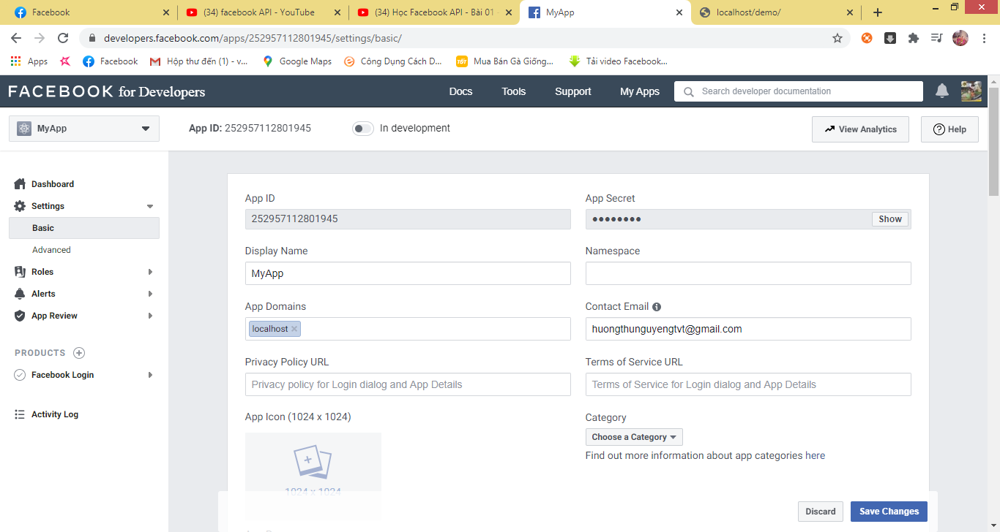 Facebook
(34) facebook API - YouTube
(34) Học Facebook API - Bài 01
MyApp
localhost/demo/
developers.facebook.com/apps/252957112801945/settings/basic/
Apps
Facebook
Hộp thư đến (1) - v...
Google Maps
Công Dụng Cách D...
Mua Bán Gà Giống...
Tải video Facebook...
FACEBOOK for Developers
Docs
Tools
Support
My Apps
Search developer documentation
MyApp
App ID: 252957112801945
In development
View Analytics
Help
Dashboard
Settings
Basic
Advanced
Roles
Alerts
App Review
PRODUCTS
Facebook Login
Activity Log
App ID
252957112801945
App Secret
●●●●●●●●
Show
Display Name
MyApp
Namespace
App Domains
localhost
Contact Email
huongthunguyengtvt@gmail.com
Privacy Policy URL
Privacy policy for Login dialog and App Details
Terms of Service URL
Terms of Service for Login dialog and App Details
App Icon (1024 x 1024)
1024 x 1024
Category
Choose a Category
Find out more information about app categories here
Discard
Save Changes